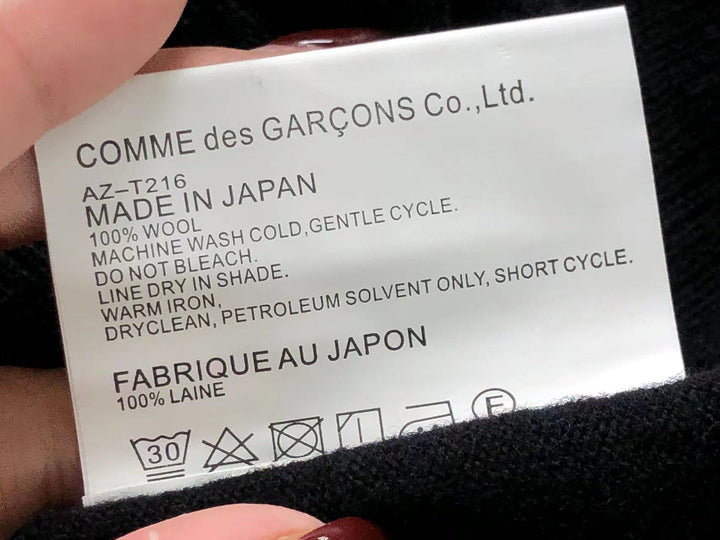 COMME des GARÇONS Co.,Ltd.
AZ-T216
MADE IN JAPAN
100% WOOL
MACHINE WASH COLD,GENTLE CYCLE.
DO NOT BLEACH.
LINE DRY IN SHADE.
WARM IRON,
DRYCLEAN, PETROLEUM SOLVENT ONLY, SHORT CYCLE.
FABRIQUE AU JAPON
100% LAINE
30 F